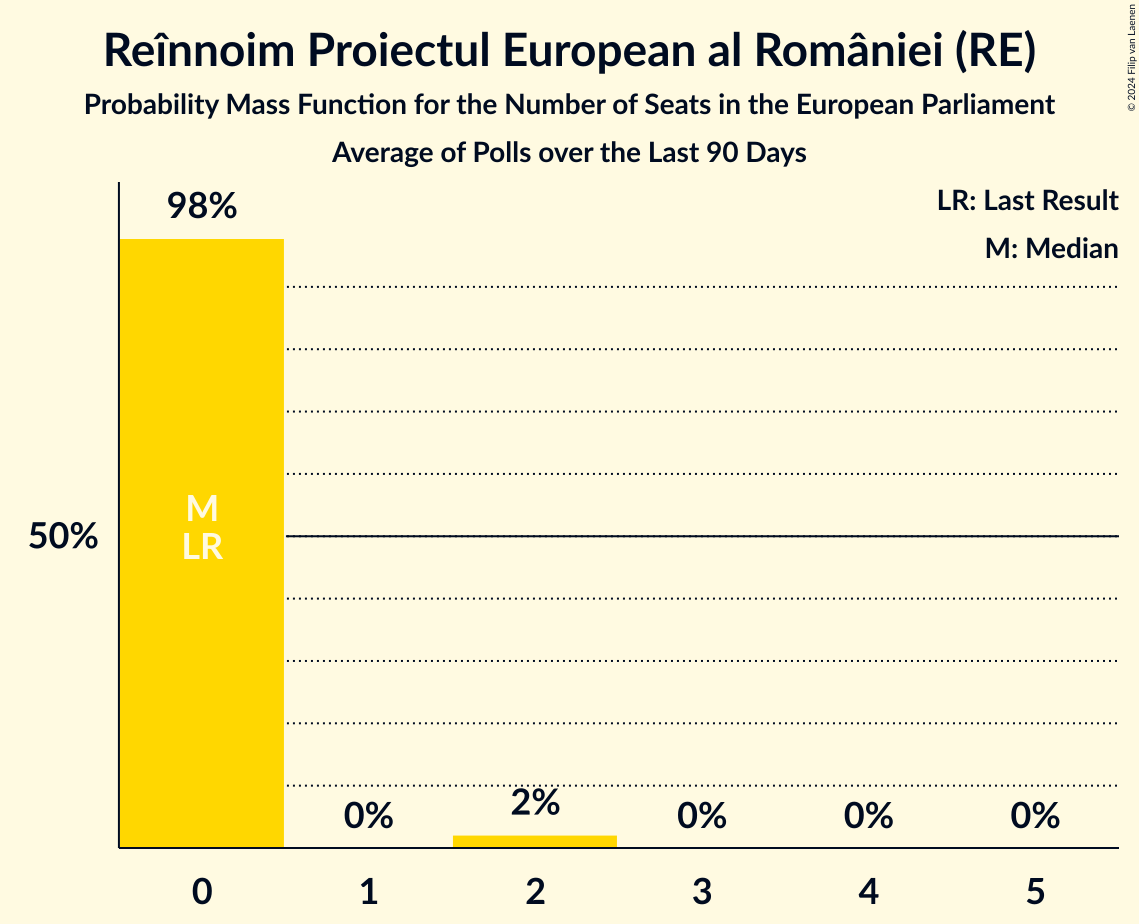 Reînnoim Proiectul European al României (RE)
Probability Mass Function for the Number of Seats in the European Parliament
Average of Polls over the Last 90 Days
© 2024 Filip van Laenen
LR: Last Result
M: Median
98%
M
LR
50%
0%
2%
0%
0%
0%
0
1
2
3
4
5